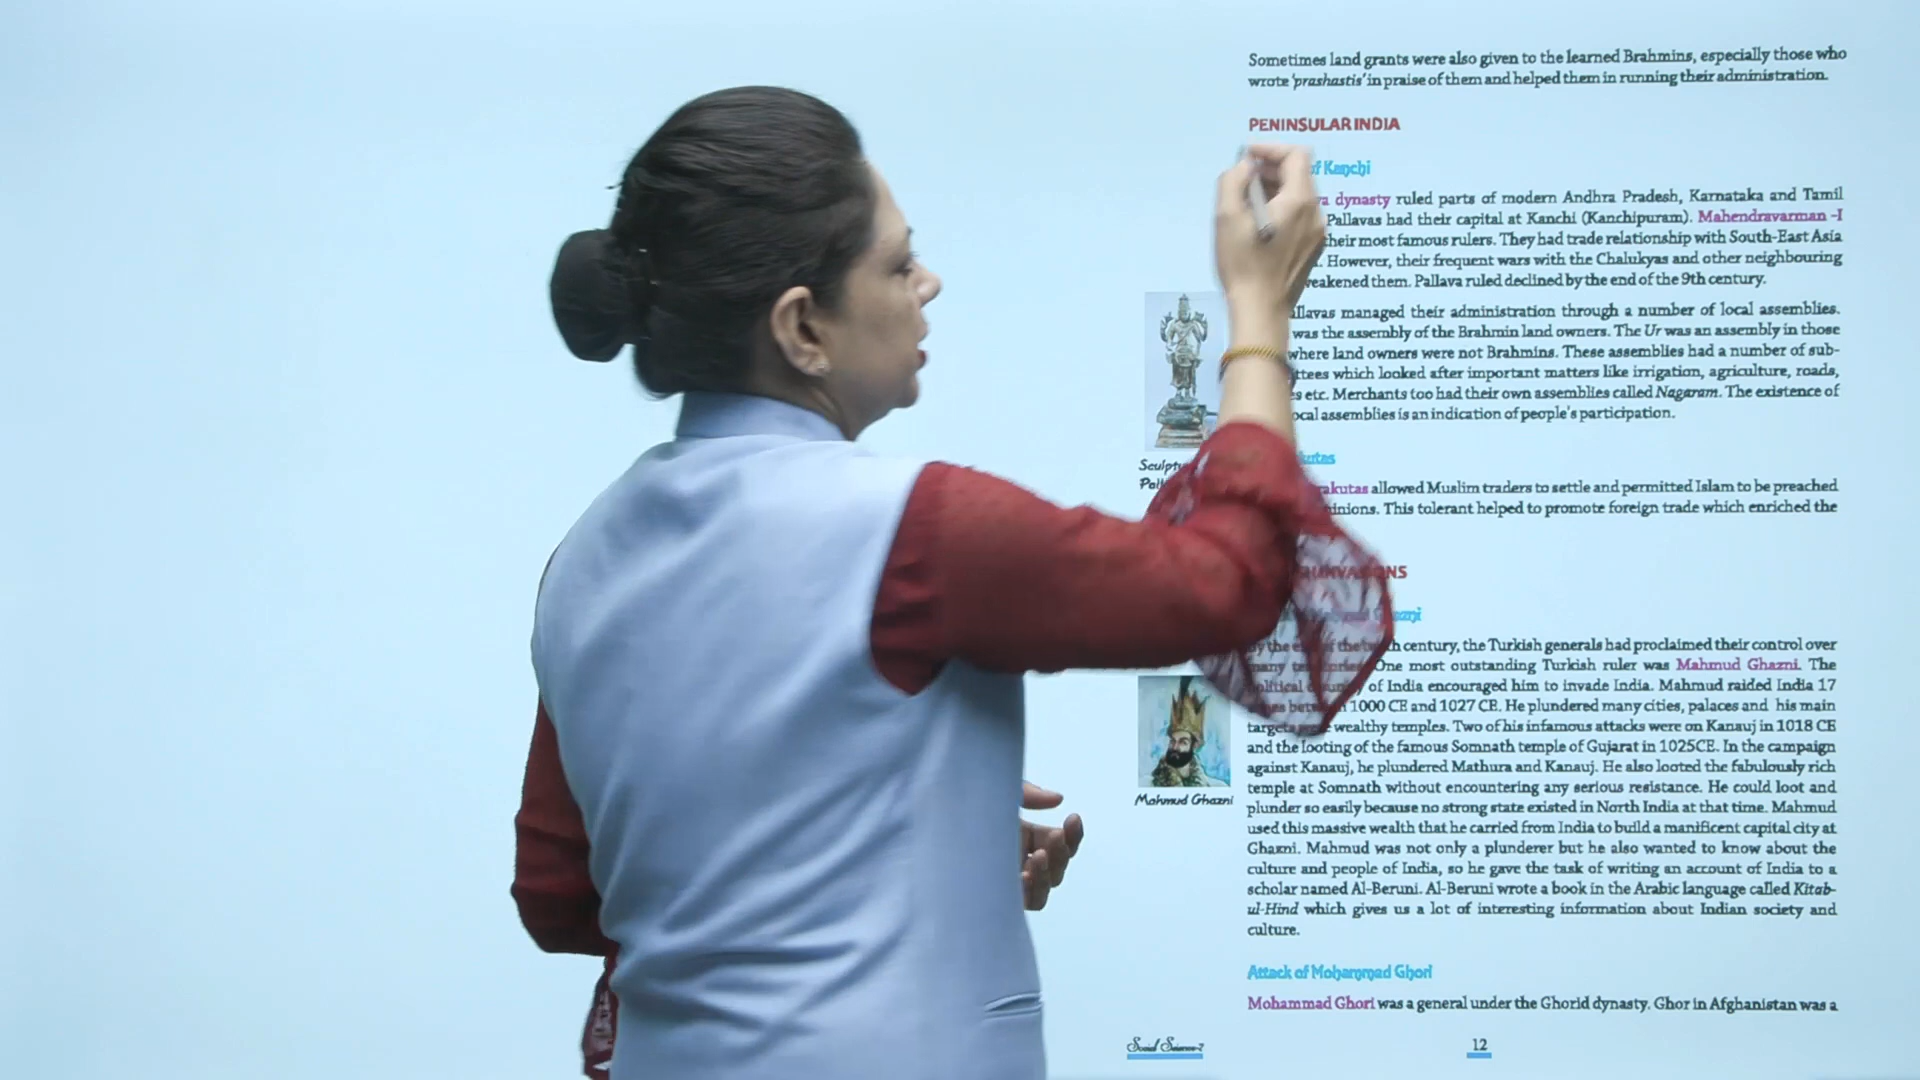 Sometimes land grants were also given to the learned Brahmins, especially those who
wrote 'prashastis' in praise of them and helped them in running their administration.
PENINSULAR INDIA
of Kanchi
dynasty ruled parts of modern Andhra Pradesh, Karnataka and Tamil
Pallavas had their capital at Kanchi (Kanchipuram). Mahendravarman -I
their most famous rulers. They had trade relationship with South-East Asia
However, their frequent wars with the Chalukyas and other neighbouring
weakened them. Pallava ruled declined by the end of the 9th century.
managed their administration through a number of local assemblies.
was the assembly of the Brahmin land owners. The Ur was an assembly in those
where land owners were not Brahmins. These assemblies had a number of sub-
ttees which looked after important matters like irrigation, agriculture, roads,
etc. Merchants too had their own assemblies called Nagaram. The existence of
local assemblies is an indication of people's participation.
kutas
rakutas allowed Muslim traders to settle and permitted Islam to be preached
inions. This tolerant helped to promote foreign trade which enriched the
INVASIONS
century, the Turkish generals had proclaimed their control over
One most outstanding Turkish ruler was Mahmud Ghazni. The
of India encouraged him to invade India. Mahmud raided India 17
1000 CE and 1027 CE. He plundered many cities, palaces and his main
wealthy temples. Two of his infamous attacks were on Kanauj in 1018 CE
and the looting of the famous Somnath temple of Gujarat in 1025CE. In the campaign
against Kanauj, he plundered Mathura and Kanauj. He also looted the fabulously rich
temple at Somnath without encountering any serious resistance. He could loot and
plunder so easily because no strong state existed in North India at that time. Mahmud
used this massive wealth that he carried from India to build a manificent capital city at
Ghazni. Mahmud was not only a plunderer but he also wanted to know about the
culture and people of India, so he gave the task of writing an account of India to a
scholar named Al-Beruni. Al-Beruni wrote a book in the Arabic language called Kitab-
ul-Hind which gives us a lot of interesting information about Indian society and
culture.
Mahmud Ghazni
Attack of Mohammad Ghori
Mohammad Ghori was a general under the Ghorid dynasty. Ghor in Afghanistan was a
Social Science-7
12